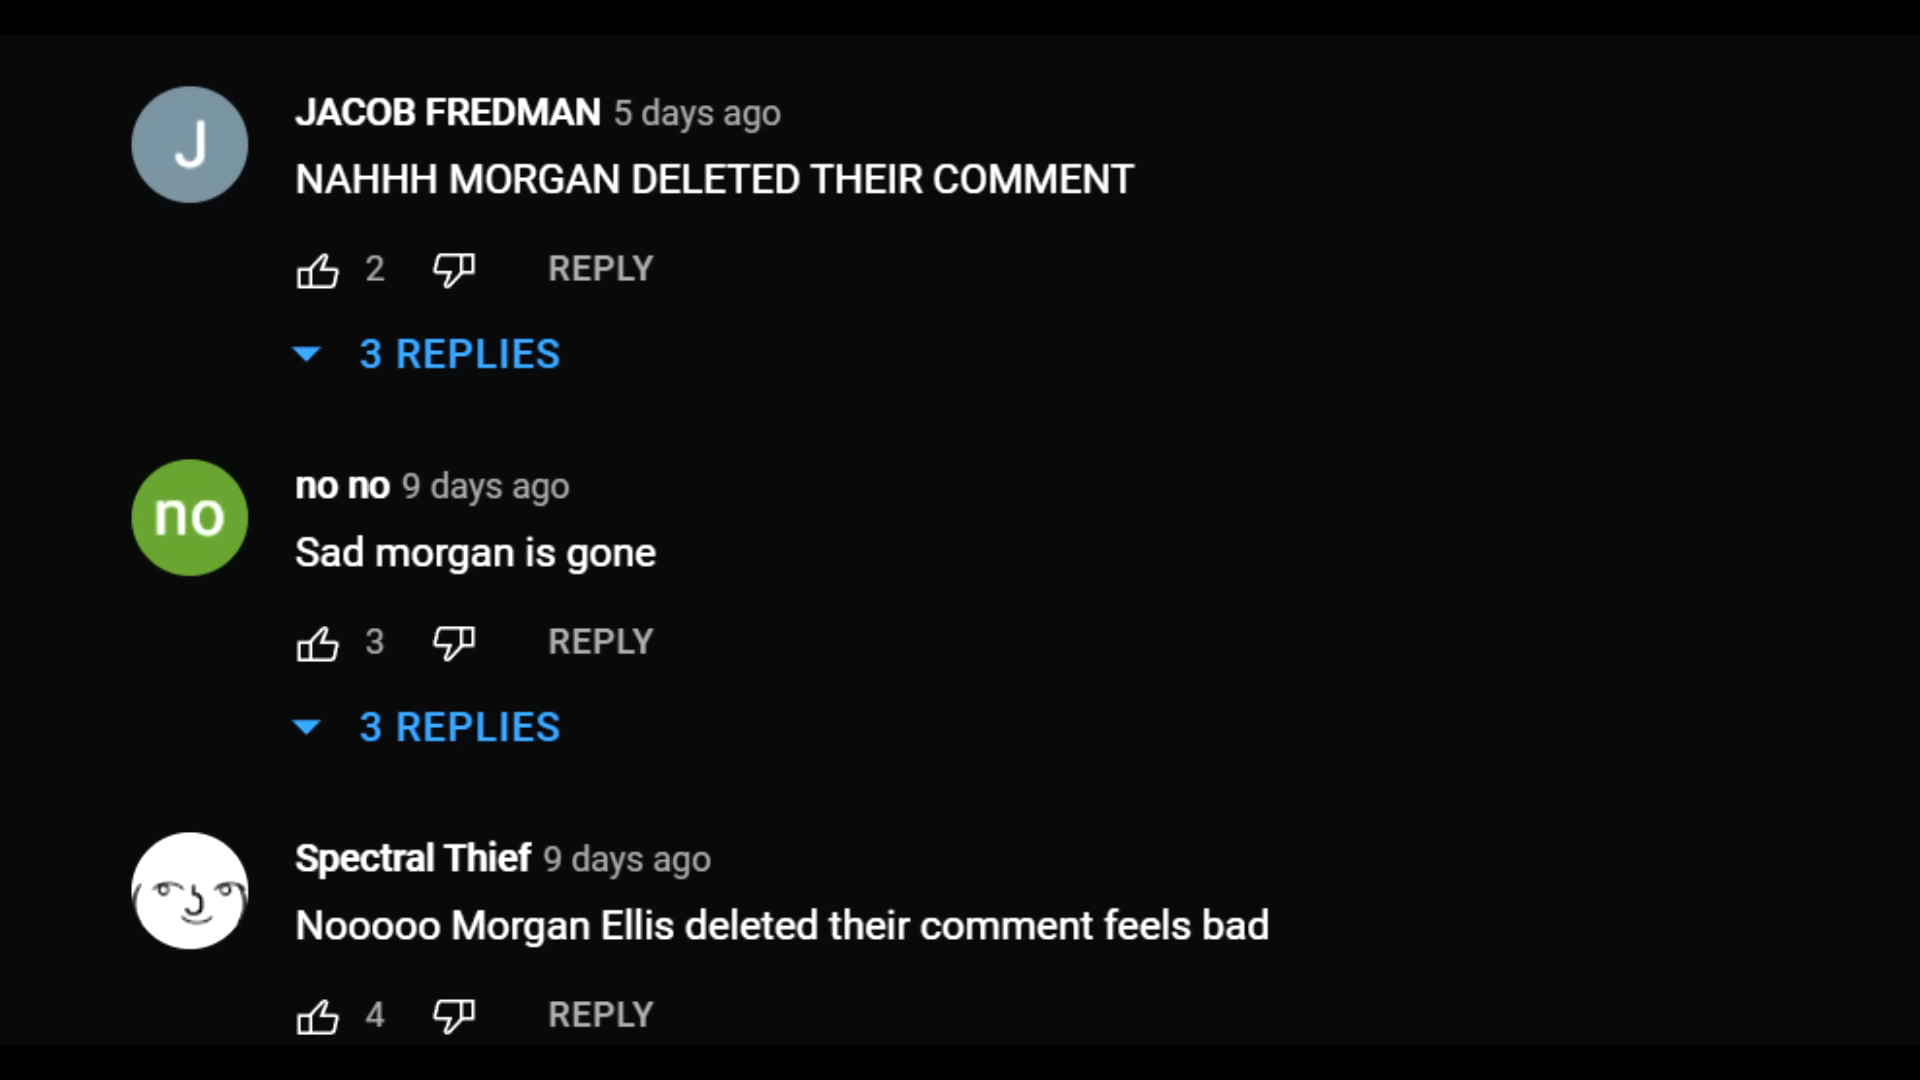 J
JACOB FREDMAN 5 days ago
NAHHH MORGAN DELETED THEIR COMMENT
2 REPLY
3 REPLIES
no
no no 9 days ago
Sad morgan is gone
3 REPLY
3 REPLIES
Spectral Thief 9 days ago
Nooooo Morgan Ellis deleted their comment feels bad
4 REPLY